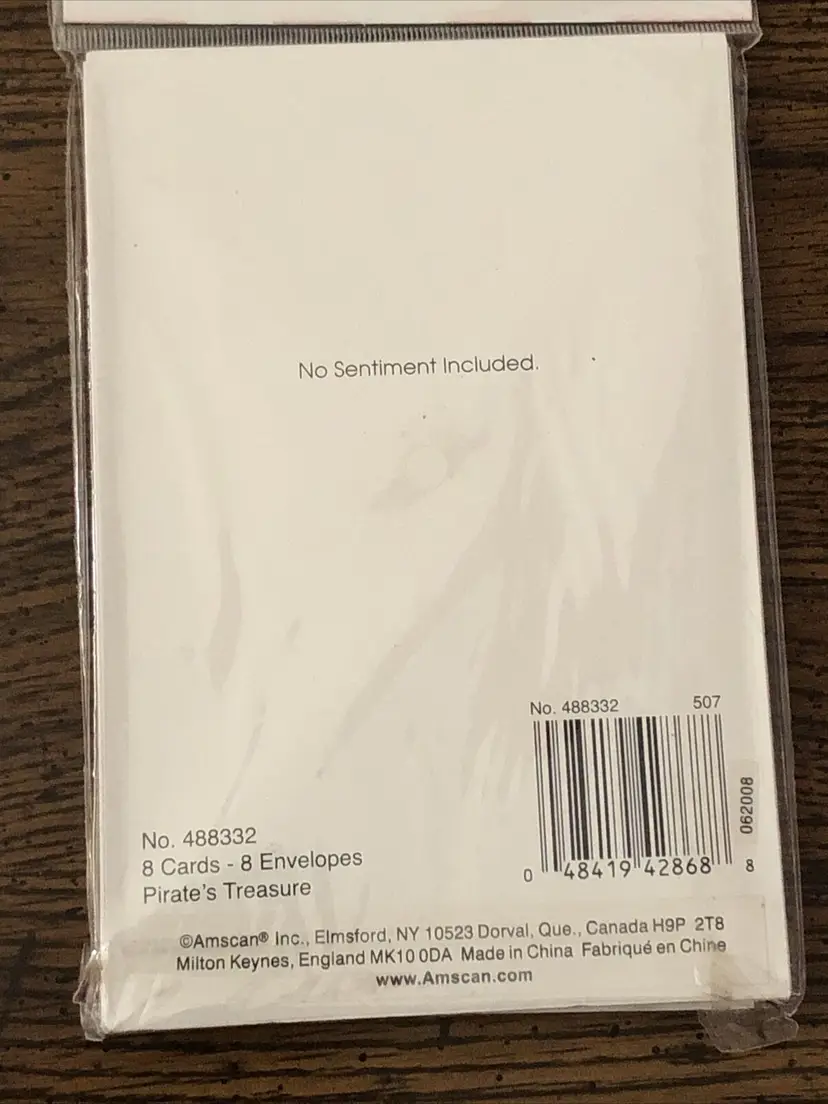 No Sentiment Included.
No. 488332 507
062008
0 48419 42868 8
No. 488332
8 Cards - 8 Envelopes
Pirate's Treasure
©Amscan® Inc., Elmsford, NY 10523 Dorval, Que., Canada H9P 2T8
Milton Keynes, England MK10 0DA Made in China Fabriqué en Chine
www.Amscan.com